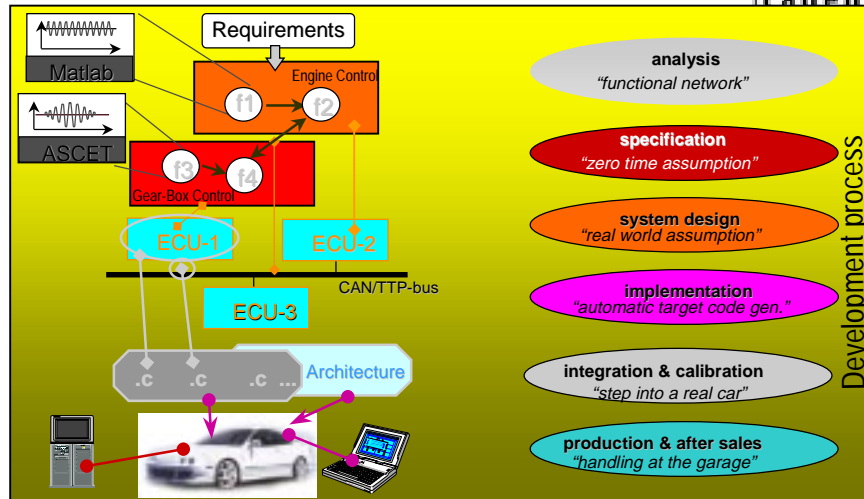 Requirements
Matlab
Engine Control
f1
f2
ASCET
f3
f4
Gear-Box Control
ECU-1
ECU-2
CAN/TTP-bus
ECU-3
.c .c .c ...
Architecture
analysis
“functional network”
specification
“zero time assumption”
system design
“real world assumption”
implementation
“automatic target code gen.”
integration & calibration
“step into a real car”
production & after sales
“handling at the garage”
Development process